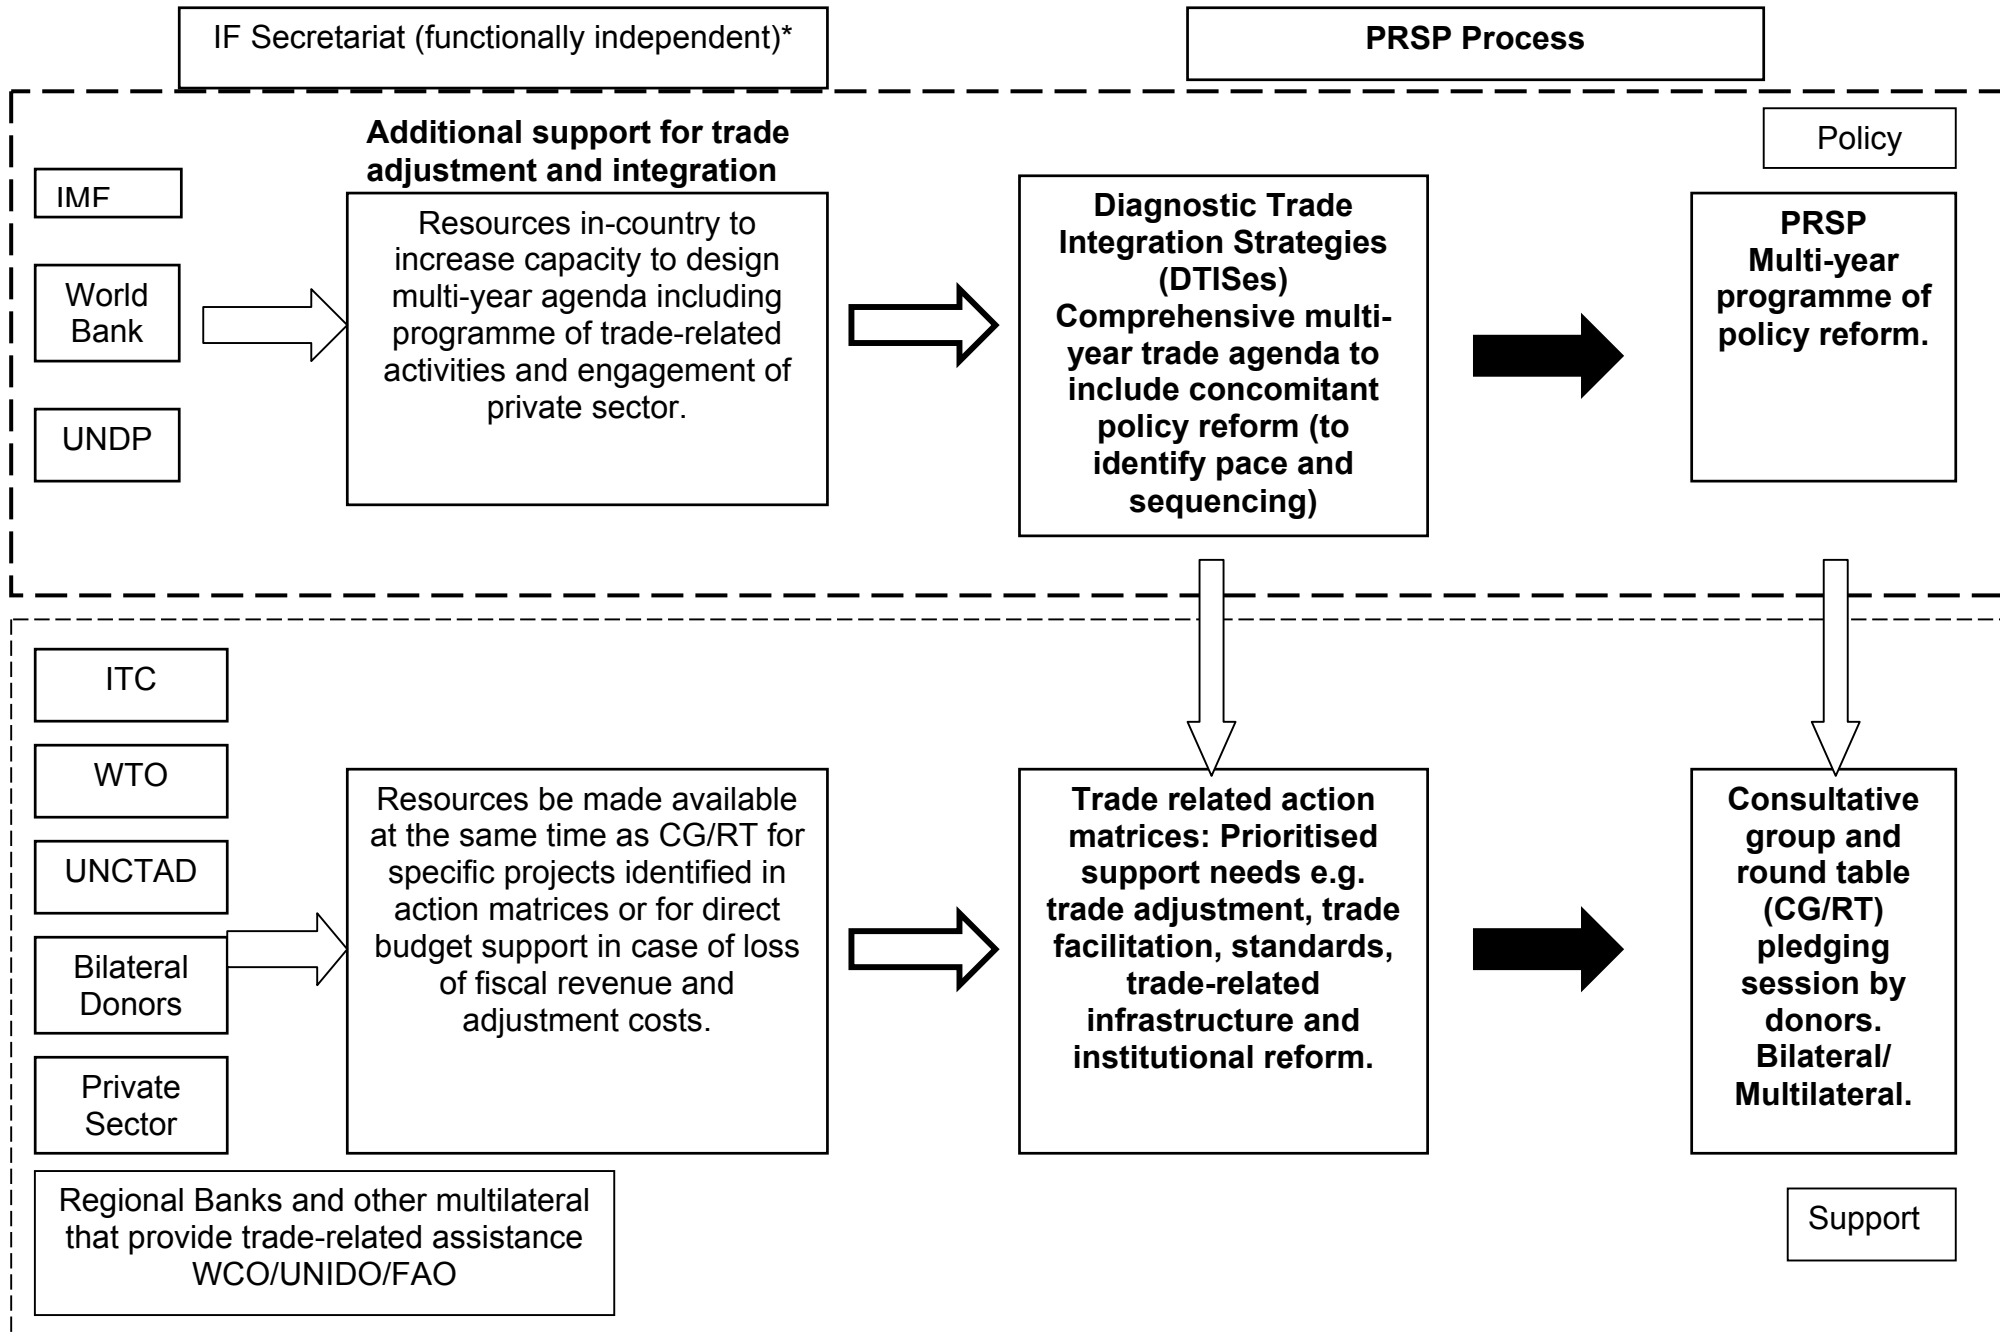 IF Secretariat (functionally independent)*
PRSP Process
Policy
Additional support for trade
adjustment and integration
IMF
World
Bank
UNDP
Resources in-country to
increase capacity to design
multi-year agenda including
programme of trade-related
activities and engagement of
private sector.
Diagnostic Trade
Integration Strategies
(DTISes)
Comprehensive multi-
year trade agenda to
include concomitant
policy reform (to
identify pace and
sequencing)
PRSP
Multi-year
programme of
policy reform.
ITC
WTO
UNCTAD
Bilateral
Donors
Private
Sector
Resources be made available
at the same time as CG/RT for
specific projects identified in
action matrices or for direct
budget support in case of loss
of fiscal revenue and
adjustment costs.
Trade related action
matrices: Prioritised
support needs e.g.
trade adjustment, trade
facilitation, standards,
trade-related
infrastructure and
institutional reform.
Consultative
group and
round table
(CG/RT)
pledging
session by
donors.
Bilateral/
Multilateral.
Regional Banks and other multilateral
that provide trade-related assistance
WCO/UNIDO/FAO
Support